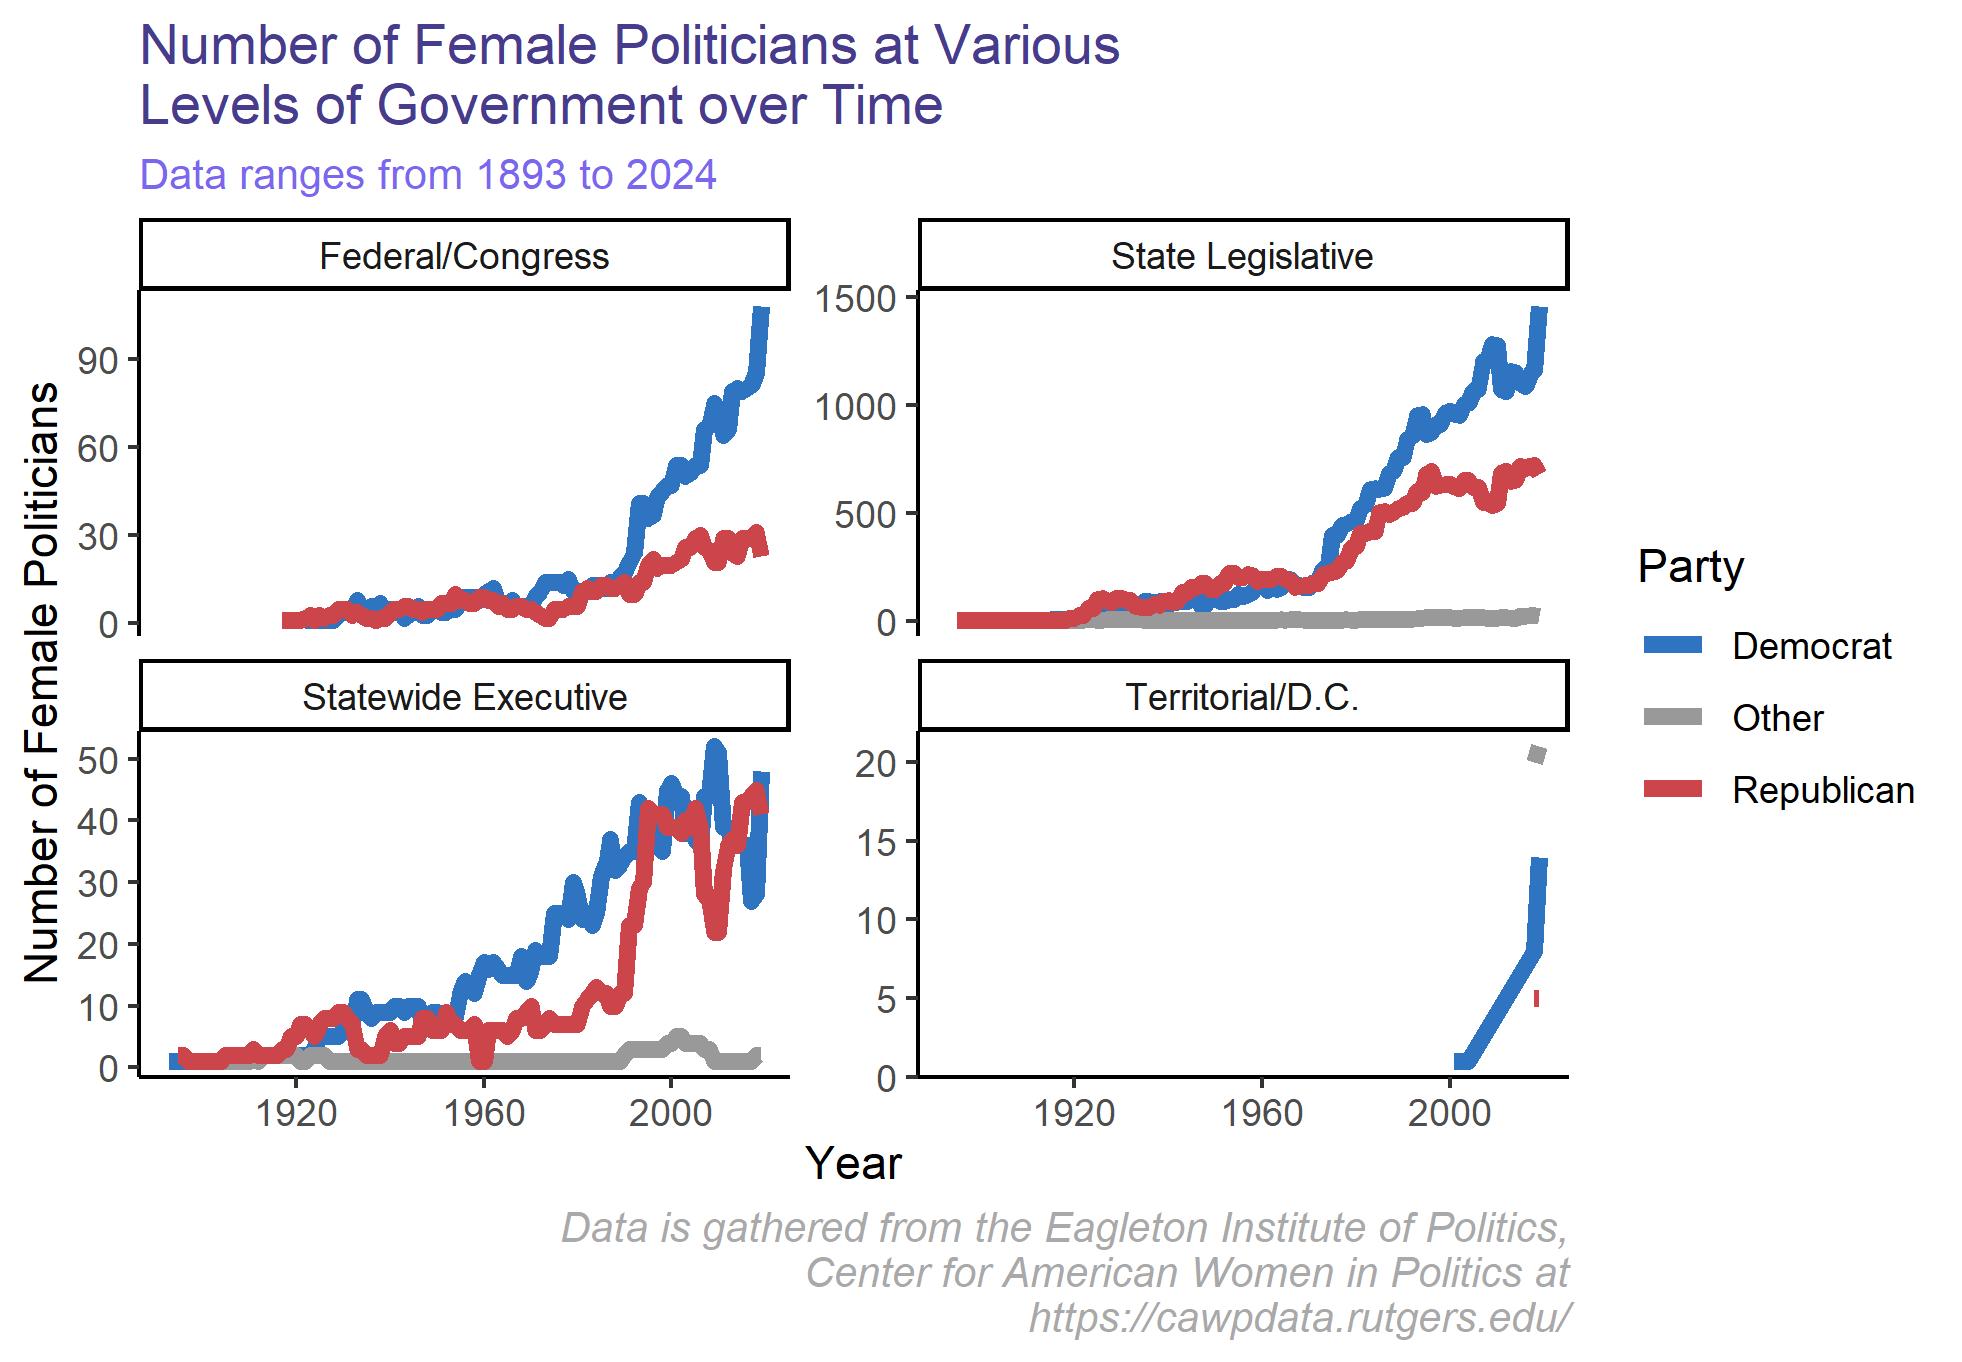 Number of Female Politicians at Various
Levels of Government over Time
Data ranges from 1893 to 2024
Number of Female Politicians
Federal/Congress
90
60
30
0
State Legislative
1500
1000
500
0
Statewide Executive
50
40
30
20
10
0
1920 1960 2000
Territorial/D.C.
20
15
10
5
0
1920 1960 2000
Year
Party
Democrat
Other
Republican
Data is gathered from the Eagleton Institute of Politics,
Center for American Women in Politics at
https://cawpdata.rutgers.edu/